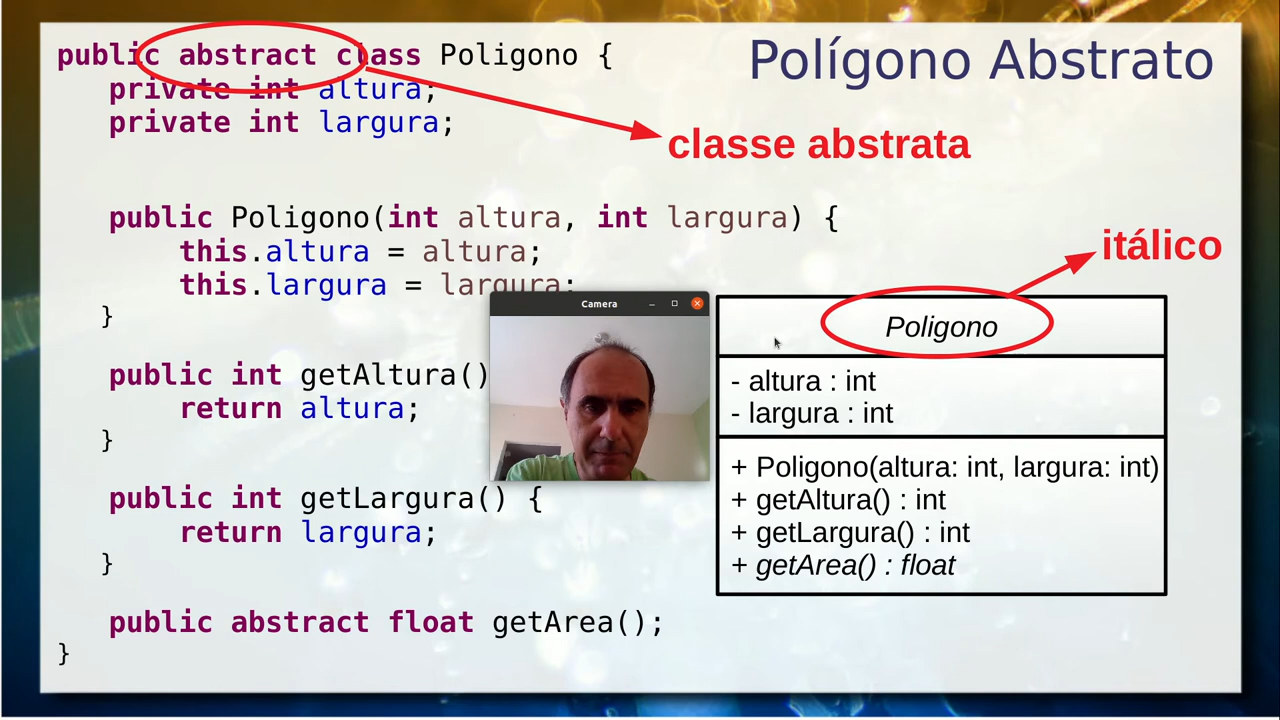 Polígono Abstrato
public abstract class Poligono {
private int altura;
private int largura;
classe abstrata
public Poligono(int altura, int largura) {
this.altura = altura;
this.largura = largura;
}
itálico
public int getAltura()
return altura;
}
public int getLargura() {
return largura;
}
public abstract float getArea();
}
Camera
Poligono
- altura : int
- largura : int
+ Poligono(altura: int, largura: int)
+ getAltura() : int
+ getLargura() : int
+ getArea() : float